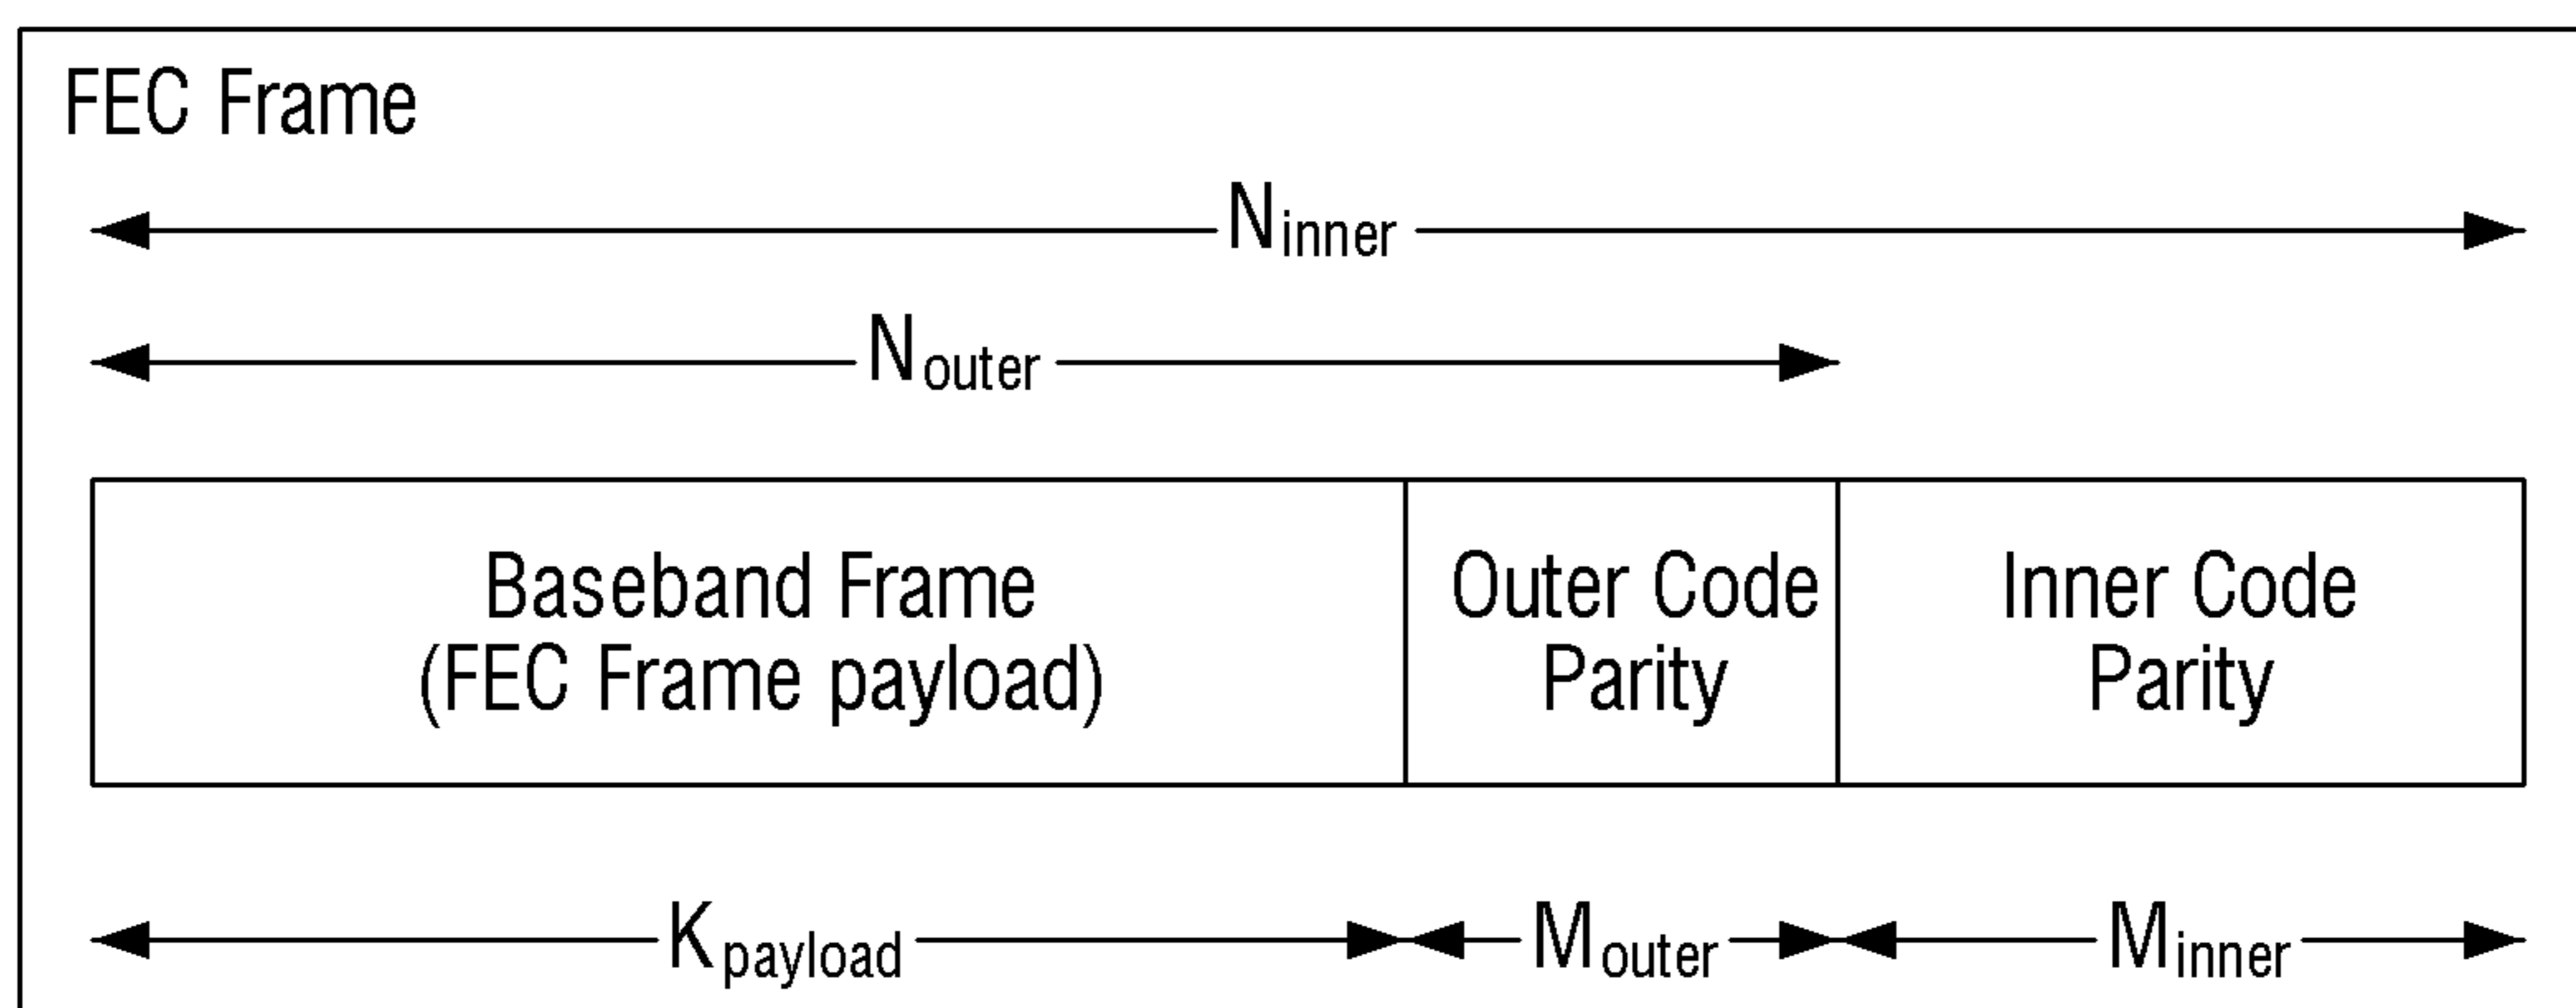 FEC Frame
Ninner
Nouter
Baseband Frame
(FEC Frame payload)
Outer Code
Parity
Inner Code
Parity
Kpayload
Mouter
Minner